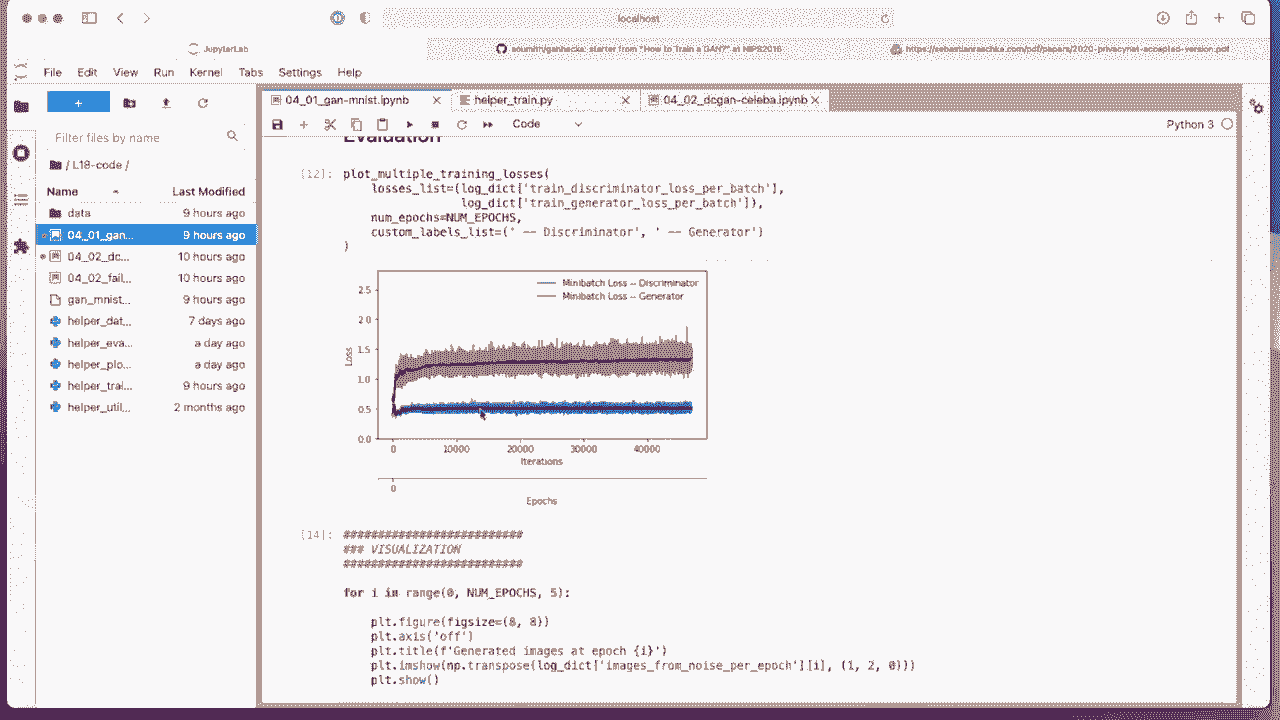 localhost
JupyterLab
soumith/ganhacks: starter from "How to Train a GAN?" at NIPS2016
https://sebastianraschka.com/pdf/papers/2020-privacynet-accepted-version.pdf
File Edit View Run Kernel Tabs Settings Help
04_01_gan-mnist.ipynb
helper_train.py
04_02_dcgan-celeba.ipynb
Code
Python 3
Filter files by name
/ L18-code /
Name Last Modified
data 9 hours ago
04_01_gan... 9 hours ago
04_02_dc... 10 hours ago
04_02_fail... 10 hours ago
gan_mnist... 9 hours ago
helper_dat... 7 days ago
helper_eva... a day ago
helper_plo... a day ago
helper_trai... 9 hours ago
helper_util... 2 months ago
Evaluation
[12]: plot_multiple_training_losses(
losses_list=(log_dict['train_discriminator_loss_per_batch'],
log_dict['train_generator_loss_per_batch']),
num_epochs=NUM_EPOCHS,
custom_labels_list=(' -- Discriminator', ' -- Generator')
)
Minibatch Loss -- Discriminator
Minibatch Loss -- Generator
2.5
2.0
1.5
1.0
0.5
0.0
Loss
0 10000 20000 30000 40000
Iterations
0
Epochs
[14]: ##########################
### VISUALIZATION
##########################
for i in range(0, NUM_EPOCHS, 5):
plt.figure(figsize=(8, 8))
plt.axis('off')
plt.title(f'Generated images at epoch {i}')
plt.imshow(np.transpose(log_dict['images_from_noise_per_epoch'][i], (1, 2, 0)))
plt.show()